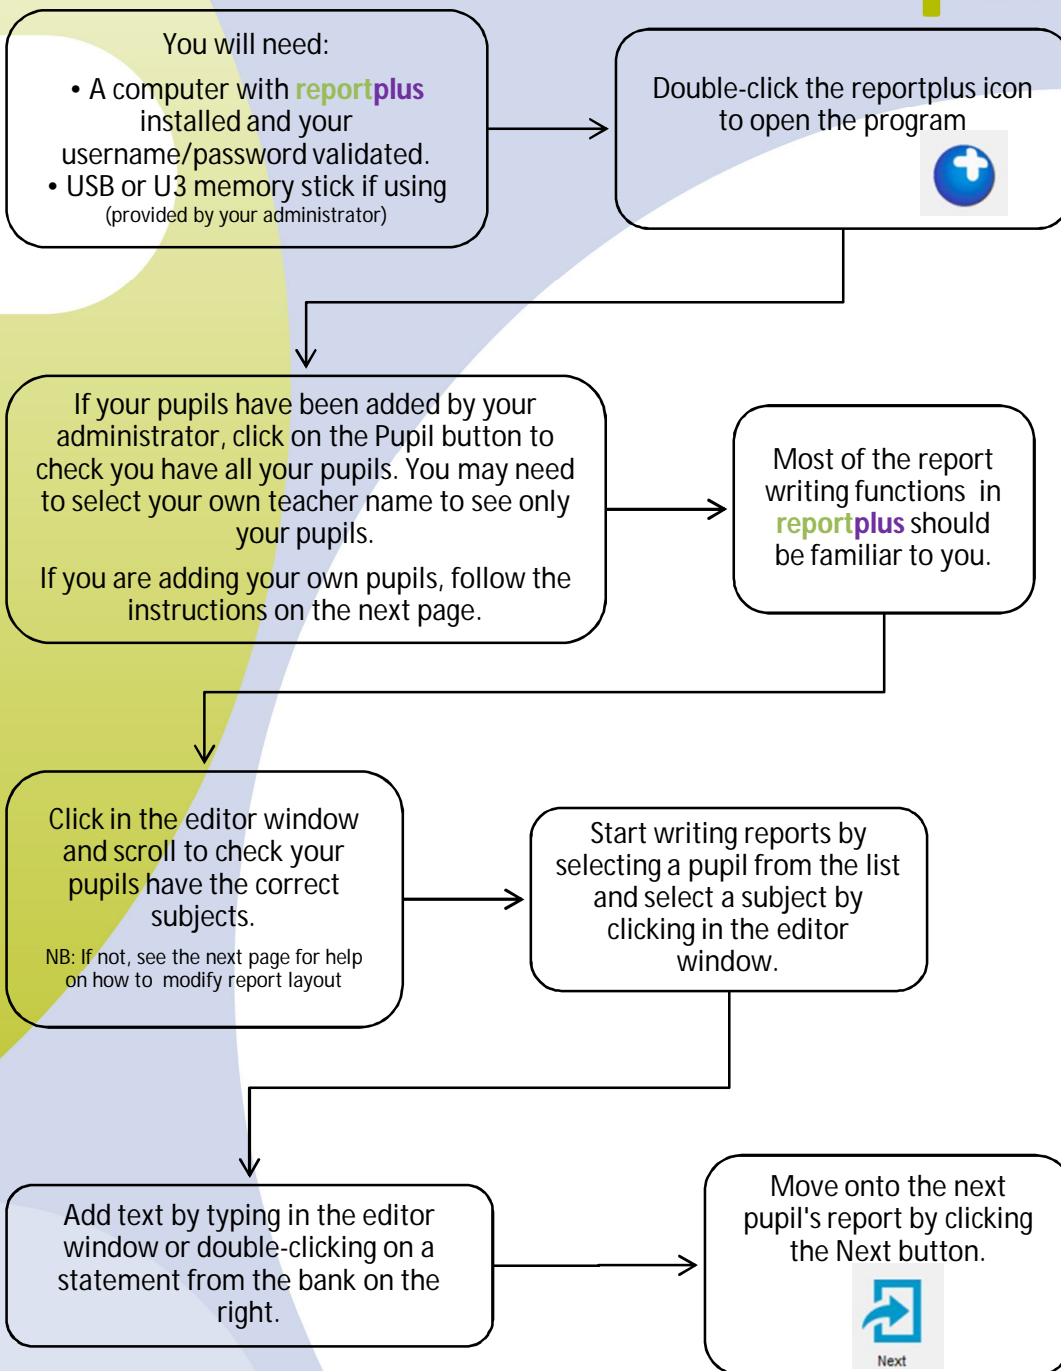 You will need:
• A computer with reportplus
installed and your
username/password validated.
• USB or U3 memory stick if using
(provided by your administrator)
Double-click the reportplus icon
to open the program
If your pupils have been added by your
administrator, click on the Pupil button to
check you have all your pupils. You may need
to select your own teacher name to see only
your pupils.
If you are adding your own pupils, follow the
instructions on the next page.
Most of the report
writing functions in
reportplus should
be familiar to you.
Click in the editor window
and scroll to check your
pupils have the correct
subjects.
NB: If not, see the next page for help
on how to modify report layout
Start writing reports by
selecting a pupil from the list
and select a subject by
clicking in the editor
window.
Add text by typing in the editor
window or double-clicking on a
statement from the bank on the
right.
Move onto the next
pupil's report by clicking
the Next button.
Next